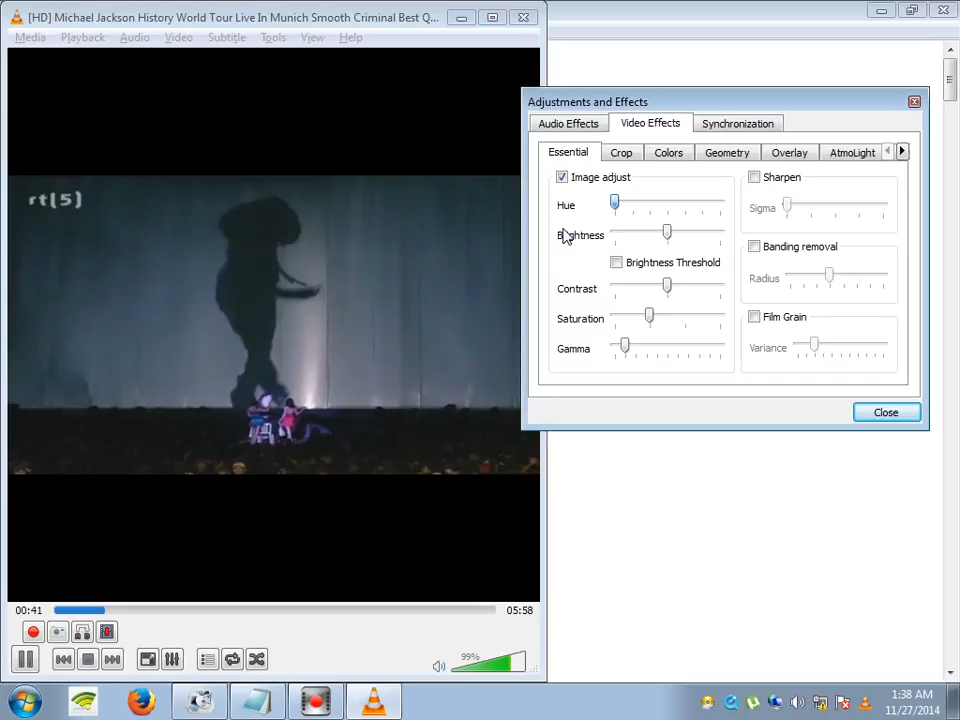 [HD] Michael Jackson History World Tour Live In Munich Smooth Criminal Best Q...
Media Playback Audio Video Subtitle Tools View Help
rt[5]
Adjustments and Effects
Audio Effects Video Effects Synchronization
Essential Crop Colors Geometry Overlay AtmoLight
Image adjust
Hue
Brightness
Brightness Threshold
Contrast
Saturation
Gamma
Sharpen
Sigma
Banding removal
Radius
Film Grain
Variance
Close
00:41 05:58
99%
1:38 AM
11/27/2014